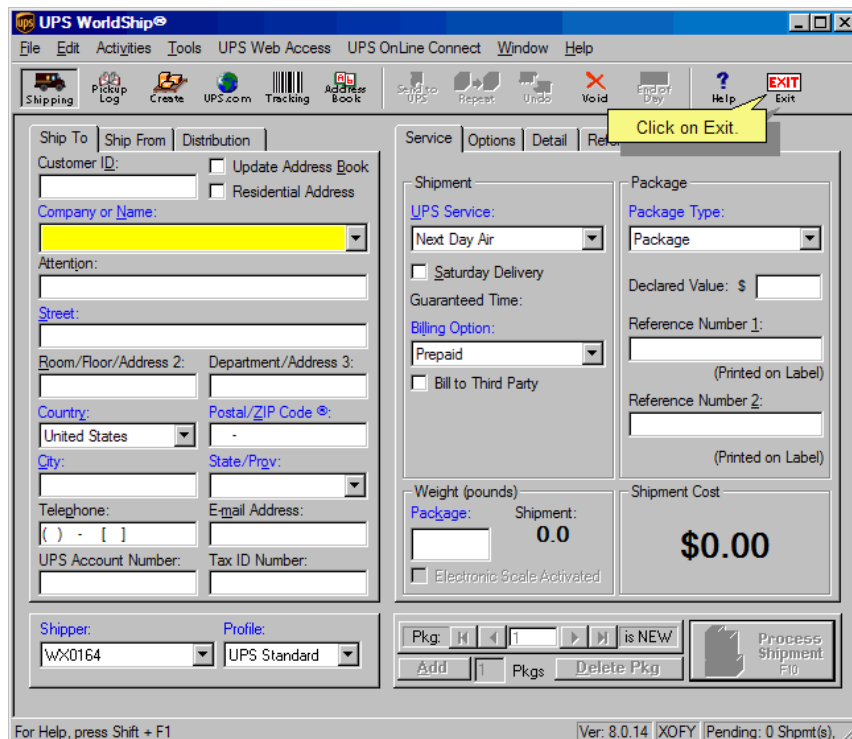 UPS WorldShip®
File Edit Activities Tools UPS Web Access UPS OnLine Connect Window Help
Shipping Pickup Log Create UPS.com Tracking Address Book Send to UPS Repeat Undo Void End of Day Help EXIT Exit
Click on Exit.
Ship To Ship From Distribution
Customer ID:
Update Address Book
Residential Address
Company or Name:
Attention:
Street:
Room/Floor/Address 2: Department/Address 3:
Country: Postal/ZIP Code ®:
United States -
City: State/Prov:
Telephone: E-mail Address:
( ) - [ ]
UPS Account Number: Tax ID Number:
Shipper: Profile:
WX0164 UPS Standard
Service Options Detail
Shipment
UPS Service:
Next Day Air
Saturday Delivery
Guaranteed Time:
Billing Option:
Prepaid
Bill to Third Party
Package
Package Type:
Package
Declared Value: $
Reference Number 1:
(Printed on Label)
Reference Number 2:
(Printed on Label)
Weight (pounds)
Package: Shipment:
0.0
Electronic Scale Activated
Shipment Cost
$0.00
Pkg: 1 is NEW
Add 1 Pkgs Delete Pkg
Process
Shipment
F10
For Help, press Shift + F1 Ver: 8.0.14 XOFY Pending: 0 Shpmt(s),